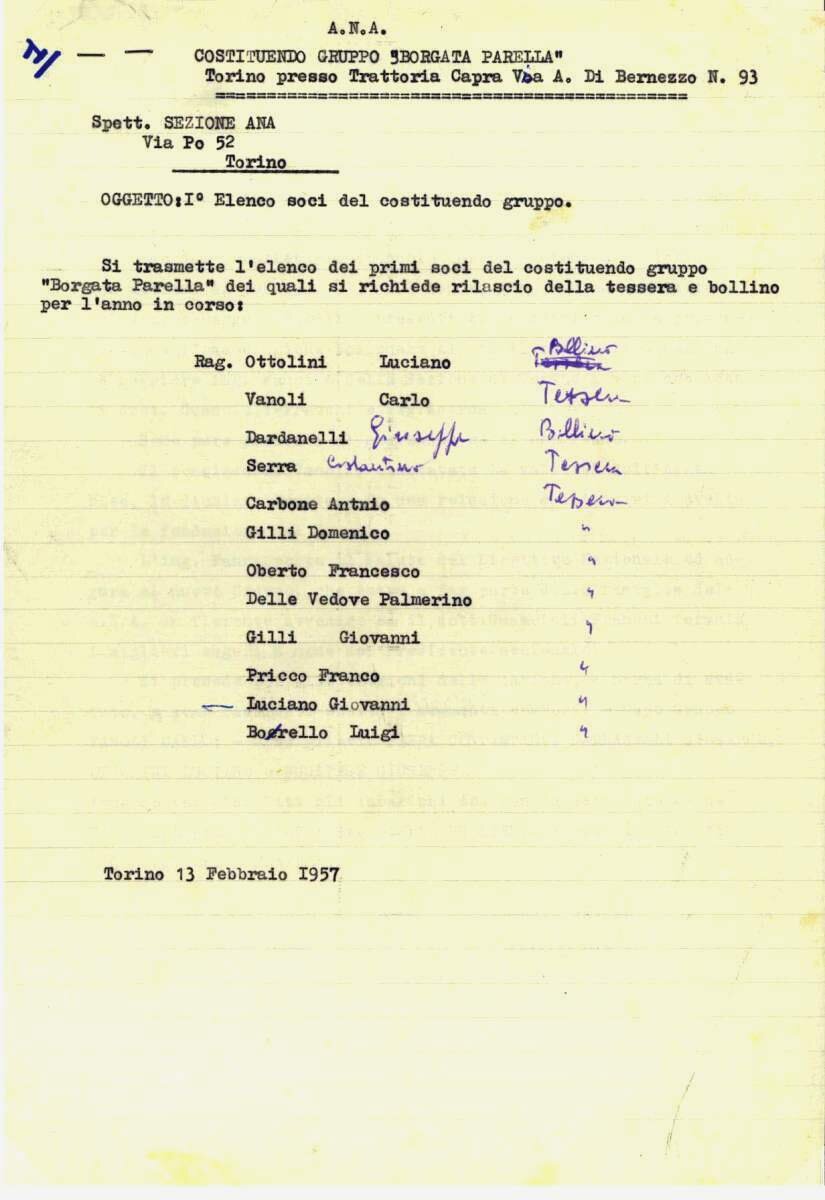 A.N.A.
COSTITUENDO GRUPPO "BORGATA PARELLA"
Torino presso Trattoria Capra Via A. Di Bernezzo N. 93
Spett. SEZIONE ANA
Via Po 52
Torino
OGGETTO:I° Elenco soci del costituendo gruppo.
Si trasmette l'elenco dei primi soci del costituendo gruppo
"Borgata Parella" dei quali si richiede rilascio della tessera e bollino
per l'anno in corso:
Rag. Ottolini Luciano Tessera Bollino
Vanoli Carlo Tessera
Dardanelli Giuseppe Bollino
Serra Costantino Tessera
Carbone Antnio Tessera
Gilli Domenico "
Oberto Francesco "
Delle Vedove Palmerino "
Gilli Giovanni "
Pricco Franco "
Luciano Giovanni "
Borrello Luigi "
Torino 13 Febbraio I957